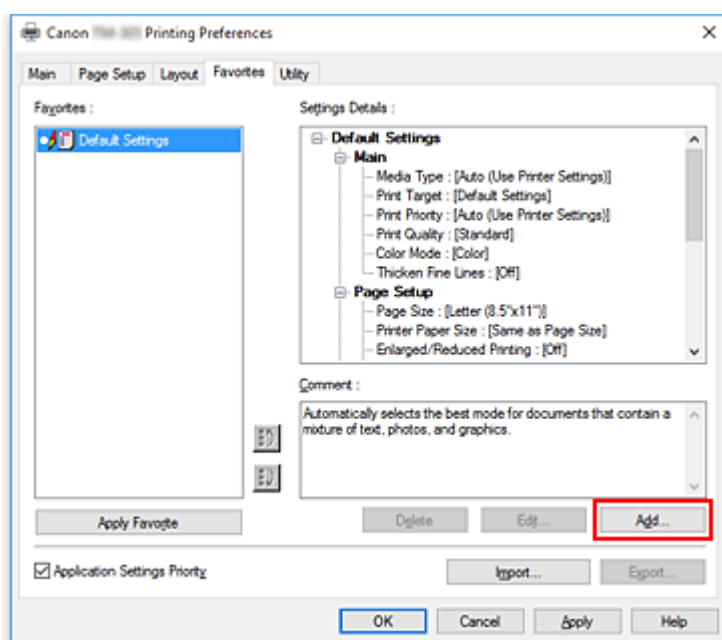 Canon Printing Preferences
Main Page Setup Layout Favorites Utility
Favorites :
Default Settings
Settings Details :
Default Settings
Main
Media Type : [Auto (Use Printer Settings)]
Print Target : [Default Settings]
Print Priority : [Auto (Use Printer Settings)]
Print Quality : [Standard]
Color Mode : [Color]
Thicken Fine Lines : [Off]
Page Setup
Page Size : [Letter (8.5"x11")]
Printer Paper Size : [Same as Page Size]
Enlarged/Reduced Printing : [Off]
Comment :
Automatically selects the best mode for documents that contain a
mixture of text, photos, and graphics.
Apply Favorite
Delete Edit... Add...
Application Settings Priority
Import... Export...
OK Cancel Apply Help